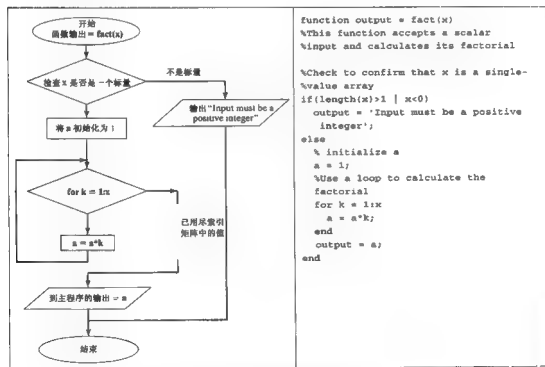 开始
函数输出 = fact(x)
检查 x 是否是一个标量
不是标量
输出“Input must be a
positive integer”
将 a 初始化为 1
for k = 1:x
已用尽索引
矩阵中的值
a = a*k
到主程序的输出 = a
结束
function output = fact(x)
%This function accepts a scalar
%input and calculates its factorial
%Check to confirm that x is a single-
%value array
if(length(x)>1 | x<0)
output = 'Input must be a positive
integer';
else
% initialize a
a = 1;
%Use a loop to calculate the
factorial
for k = 1:x
a = a*k;
end
output = a;
end